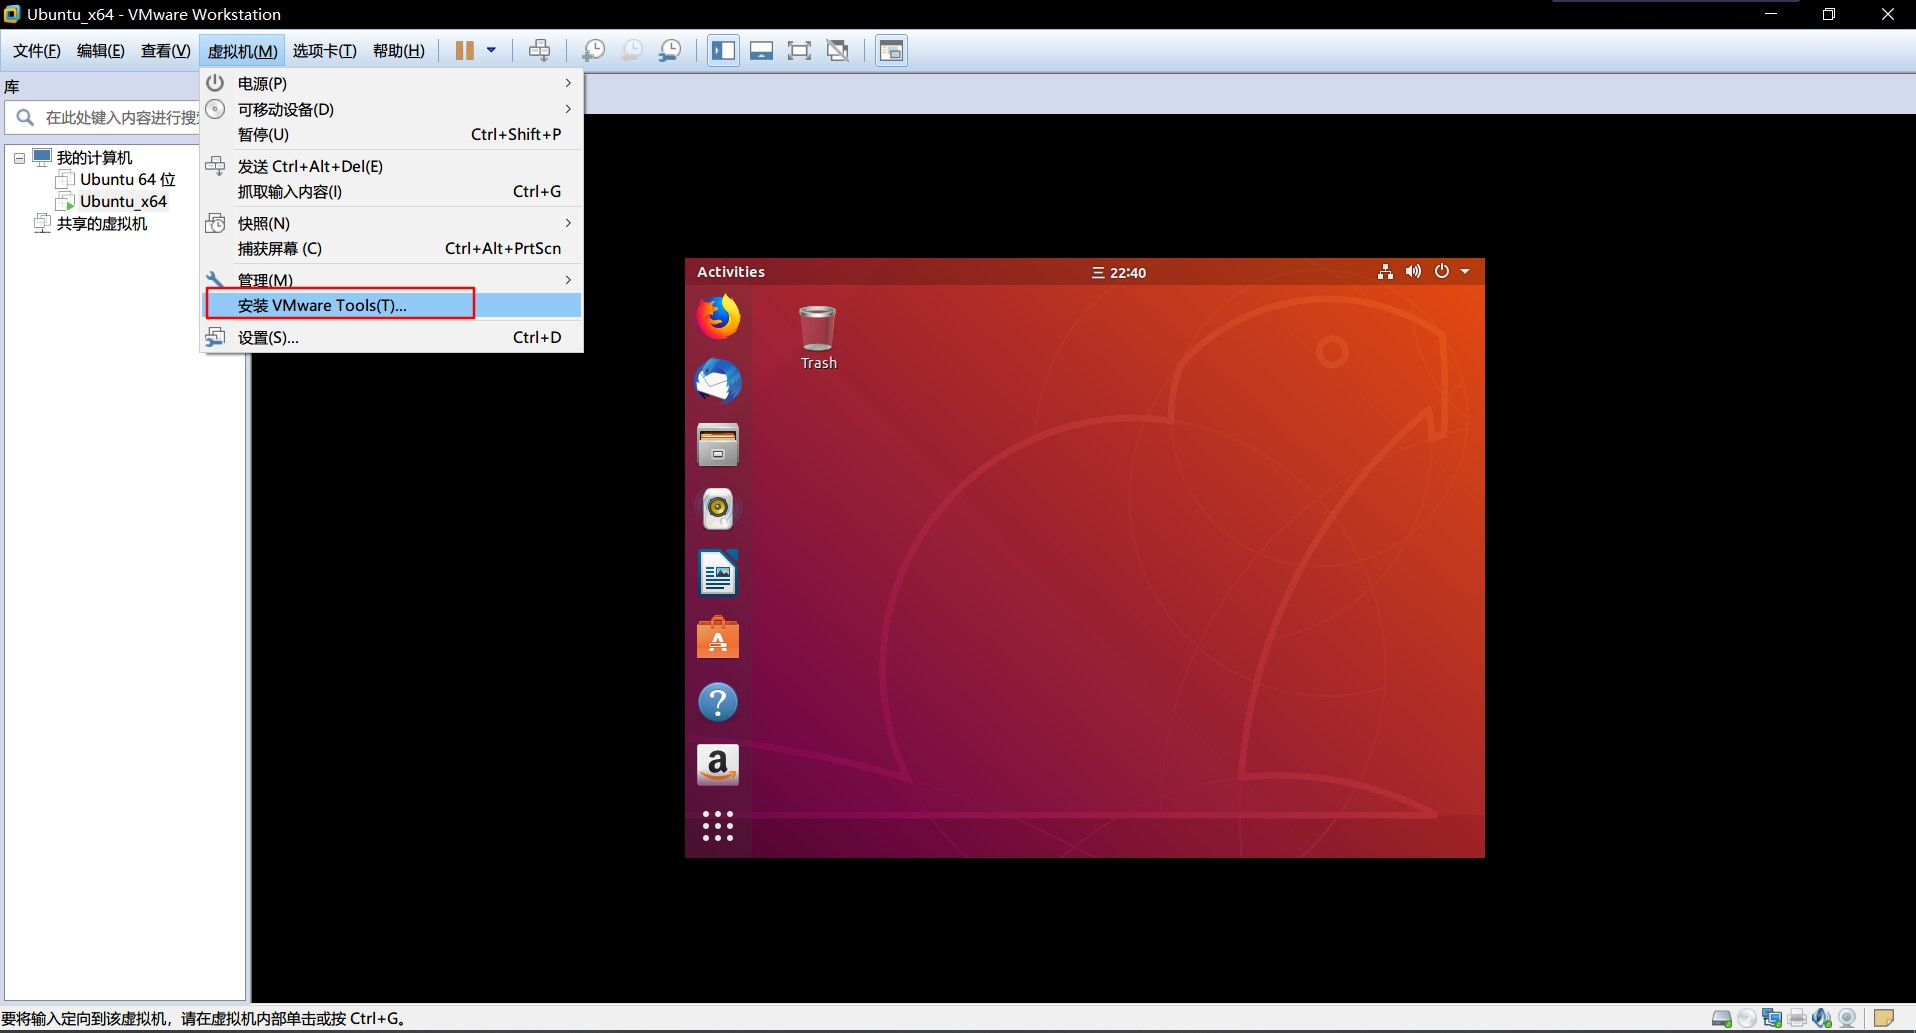 Ubuntu_x64 - VMware Workstation
文件(F) 编辑(E) 查看(V) 虚拟机(M) 选项卡(T) 帮助(H)
库
在此处键入内容进行搜
我的计算机
Ubuntu 64 位
Ubuntu_x64
共享的虚拟机
电源(P)
可移动设备(D)
暂停(U) Ctrl+Shift+P
发送 Ctrl+Alt+Del(E)
抓取输入内容(I) Ctrl+G
快照(N)
捕获屏幕 (C) Ctrl+Alt+PrtScn
管理(M)
安装 VMware Tools(T)...
设置(S)... Ctrl+D
Activities 三 22:40
Trash
要将输入定向到该虚拟机，请在虚拟机内部单击或按 Ctrl+G。